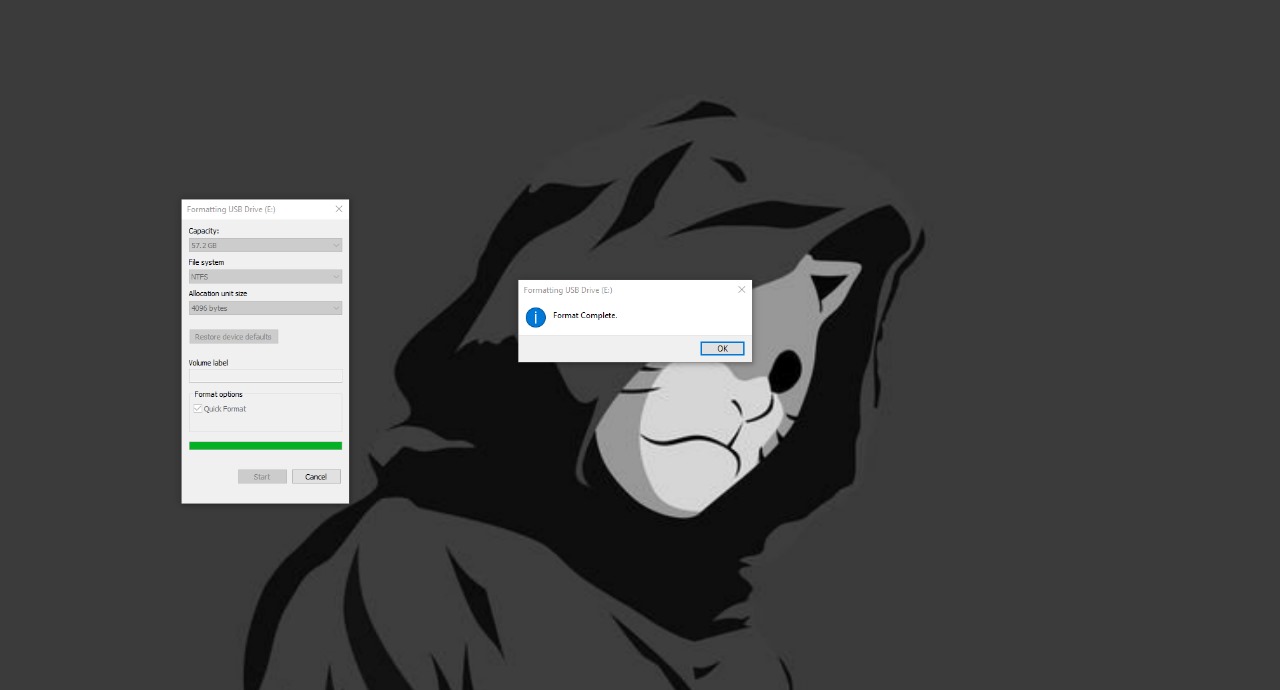 Formatting USB Drive (E:)
Capacity:
57.2 GB
File system
NTFS
Allocation unit size
4096 bytes
Restore device defaults
Volume label
Format options
Quick Format
Start
Cancel
Formatting USB Drive (E:)
Format Complete.
OK